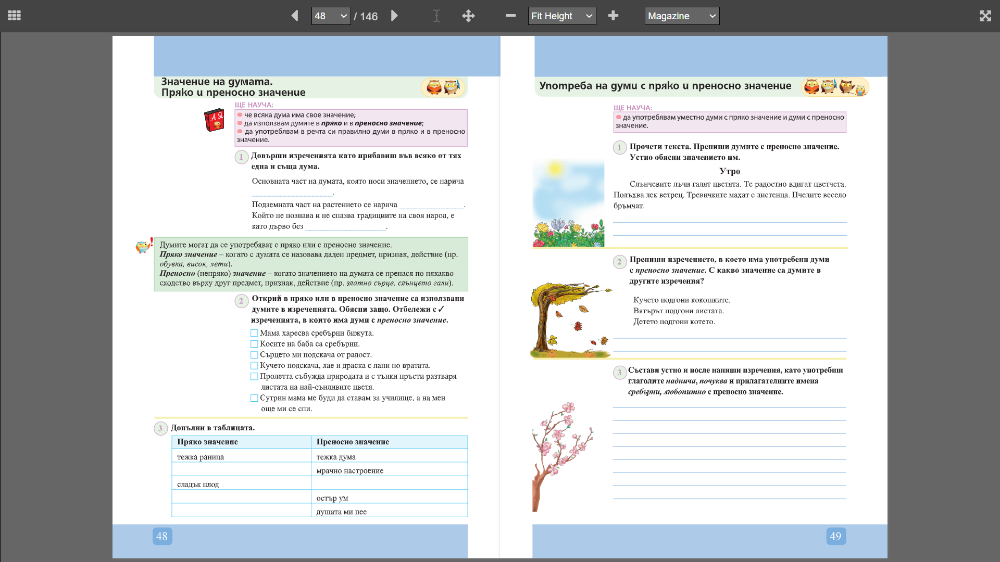 48 / 146 Fit Height Magazine
Значение на думата.
Пряко и преносно значение
ЩЕ НАУЧА:
че всяка дума има свое значение;
да използвам думите в пряко и в преносно значение;
да употребявам в речта си правилно думи в пряко и в преносно
значение.
А Я
1 Довърши изреченията като прибавиш във всяко от тях
една и съща дума.
Основната част на думата, която носи значението, се нарича
____________________.
Подземната част на растението се нарича ________________.
Който не познава и не спазва традициите на своя народ, е
като дърво без ____________________.
!
Думите могат да се употребяват с пряко или с преносно значение.
Пряко значение – когато с думата се назовава даден предмет, признак, действие (пр.
обувка, висок, лети).
Преносно (непряко) значение – когато значението на думата се пренася по някакво
сходство върху друг предмет, признак, действие (пр. златно сърце, слънцето гали).
2 Открий в пряко или в преносно значение са използвани
думите в изреченията. Обясни защо. Отбележи с ✓
изреченията, в които има думи с преносно значение.
Мама харесва сребърни бижута.
Косите на баба са сребърни.
Сърцето ми подскача от радост.
Кучето подскача, лае и драска с лапи по вратата.
Пролетта събужда природата и с тънки пръсти разтваря
листата на най-сънливите цветя.
Сутрин мама ме буди да ставам за училище, а на мен
още ми се спи.
3 Допълни в таблицата.
Пряко значение Преносно значение
тежка раница тежка дума
мрачно настроение
сладък плод
остър ум
душата ми пее
48
Употреба на думи с пряко и преносно значение
ЩЕ НАУЧА:
да употребявам уместно думи с пряко значение и думи с преносно
значение.
1 Прочети текста. Препиши думите с преносно значение.
Устно обясни значението им.
Утро
Слънчевите лъчи галят цветята. Те радостно вдигат цветчета.
Полъхва лек ветрец. Тревичките махат с листенца. Пчелите весело
бръмчат.
2 Препиши изречението, в което има употребени думи
с преносно значение. С какво значение са думите в
другите изречения?
Кучето подгони кокошките.
Вятърът подгони листата.
Детето подгони котето.
3 Състави устно и после напиши изречения, като употребиш
глаголите наднича, почуква и прилагателните имена
сребърни, любопитно с преносно значение.
49